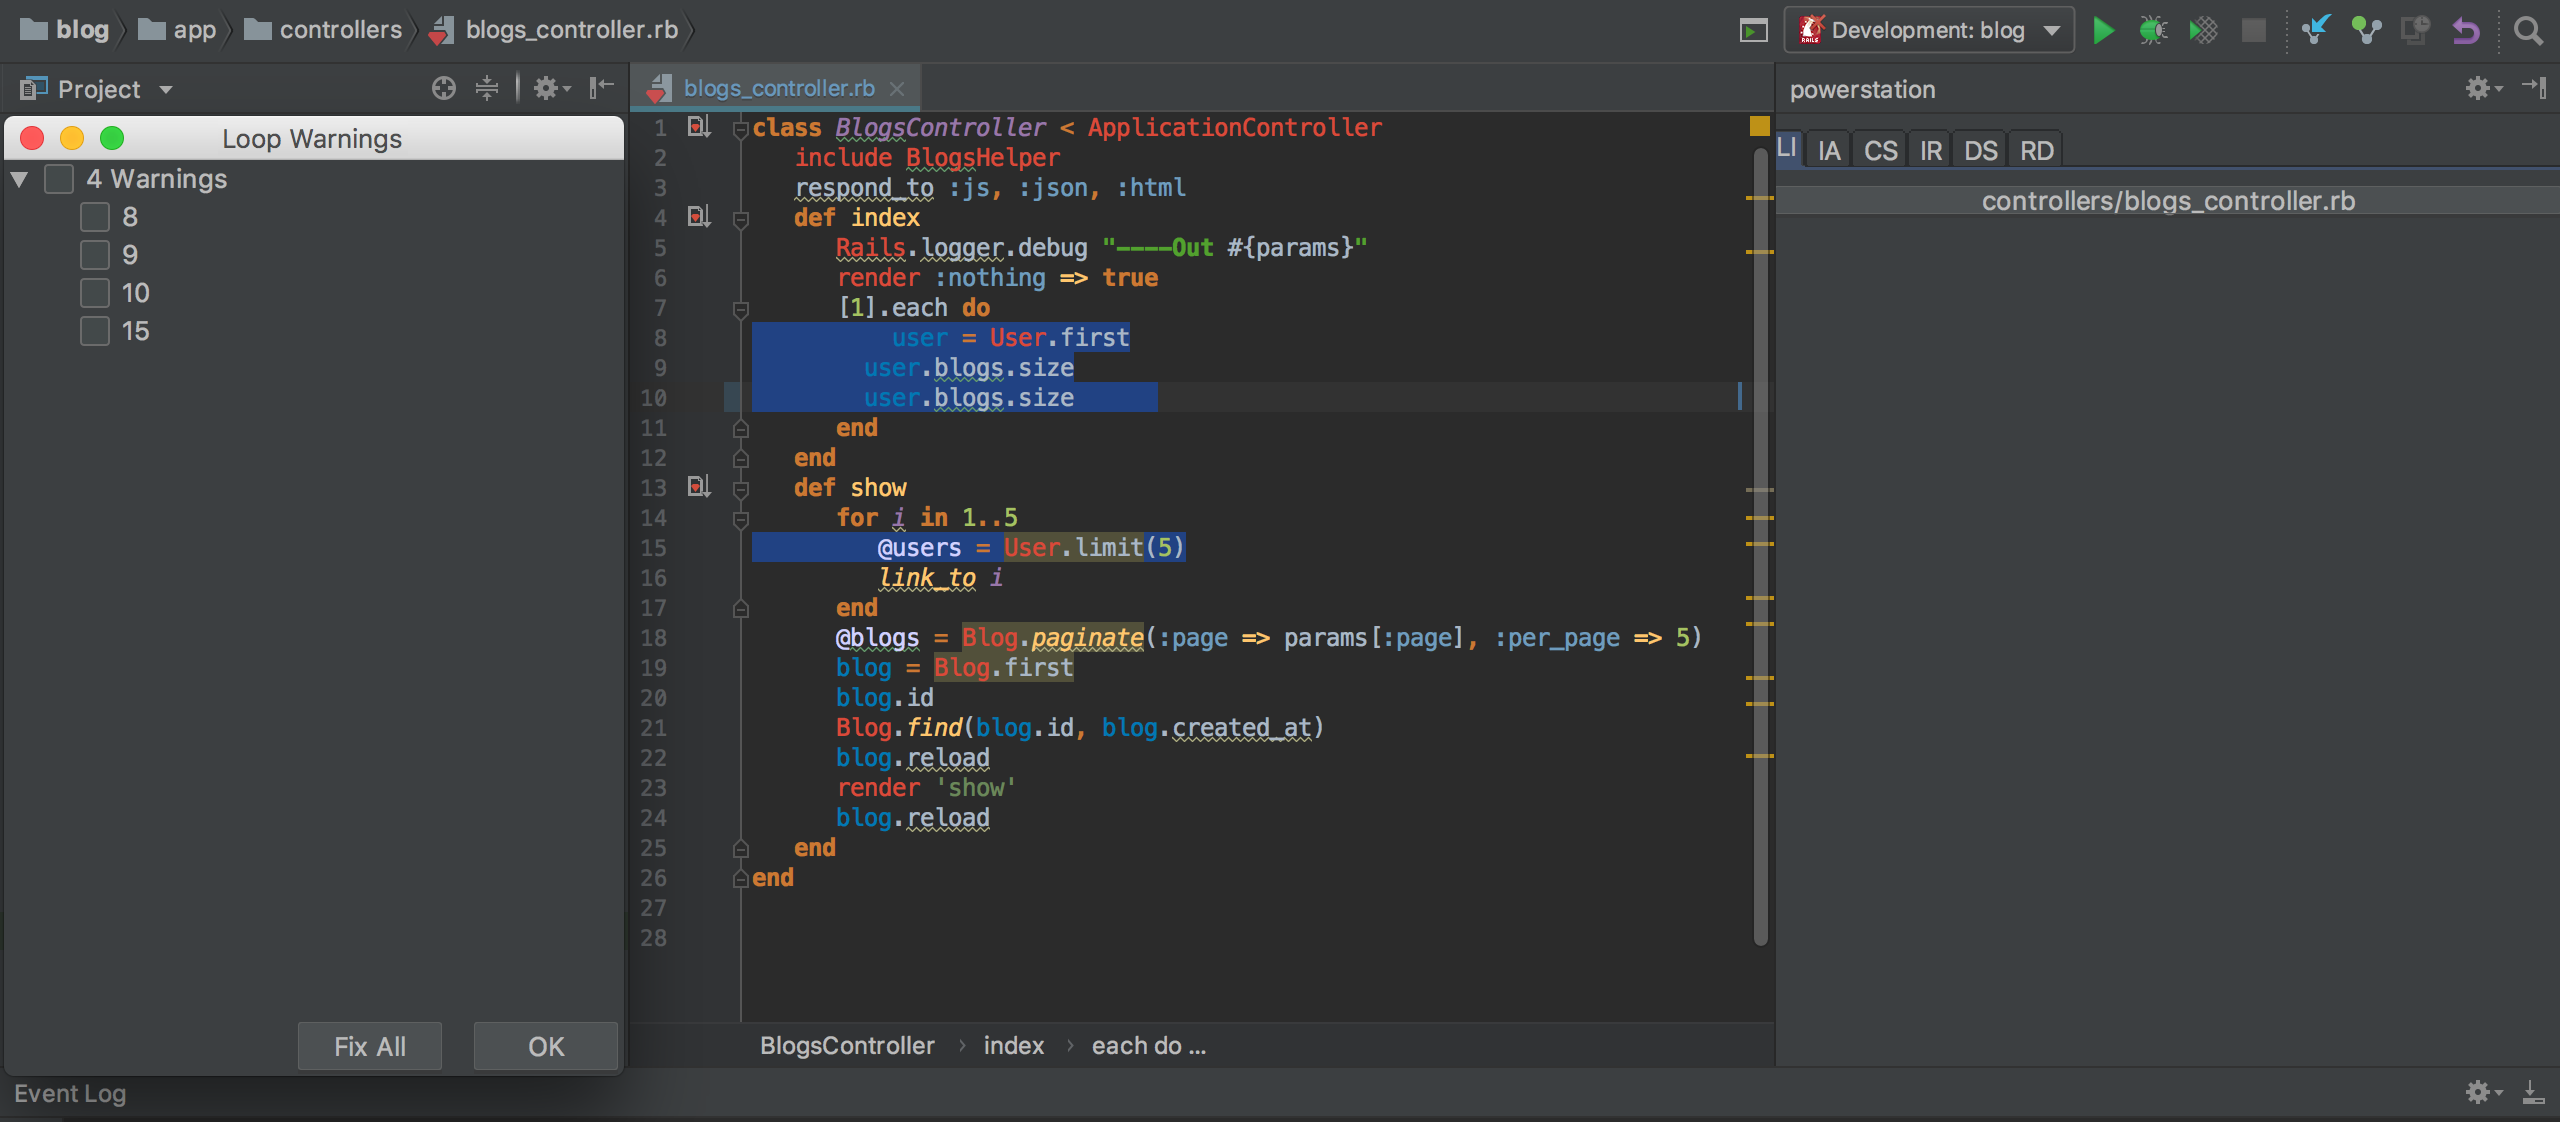 blog app controllers blogs_controller.rb Development: blog
Project
blogs_controller.rb
powerstation
Loop Warnings
4 Warnings
8
9
10
15
Fix All OK
1 class BlogsController < ApplicationController
2 include BlogsHelper
3 respond_to :js, :json, :html
4 def index
5 Rails.logger.debug "----Out #{params}"
6 render :nothing => true
7 [1].each do
8 user = User.first
9 user.blogs.size
10 user.blogs.size
11 end
12 end
13 def show
14 for i in 1..5
15 @users = User.limit(5)
16 link_to i
17 end
18 @blogs = Blog.paginate(:page => params[:page], :per_page => 5)
19 blog = Blog.first
20 blog.id
21 Blog.find(blog.id, blog.created_at)
22 blog.reload
23 render 'show'
24 blog.reload
25 end
26 end
27
28
BlogsController › index › each do ...
LI IA CS IR DS RD
controllers/blogs_controller.rb
Event Log